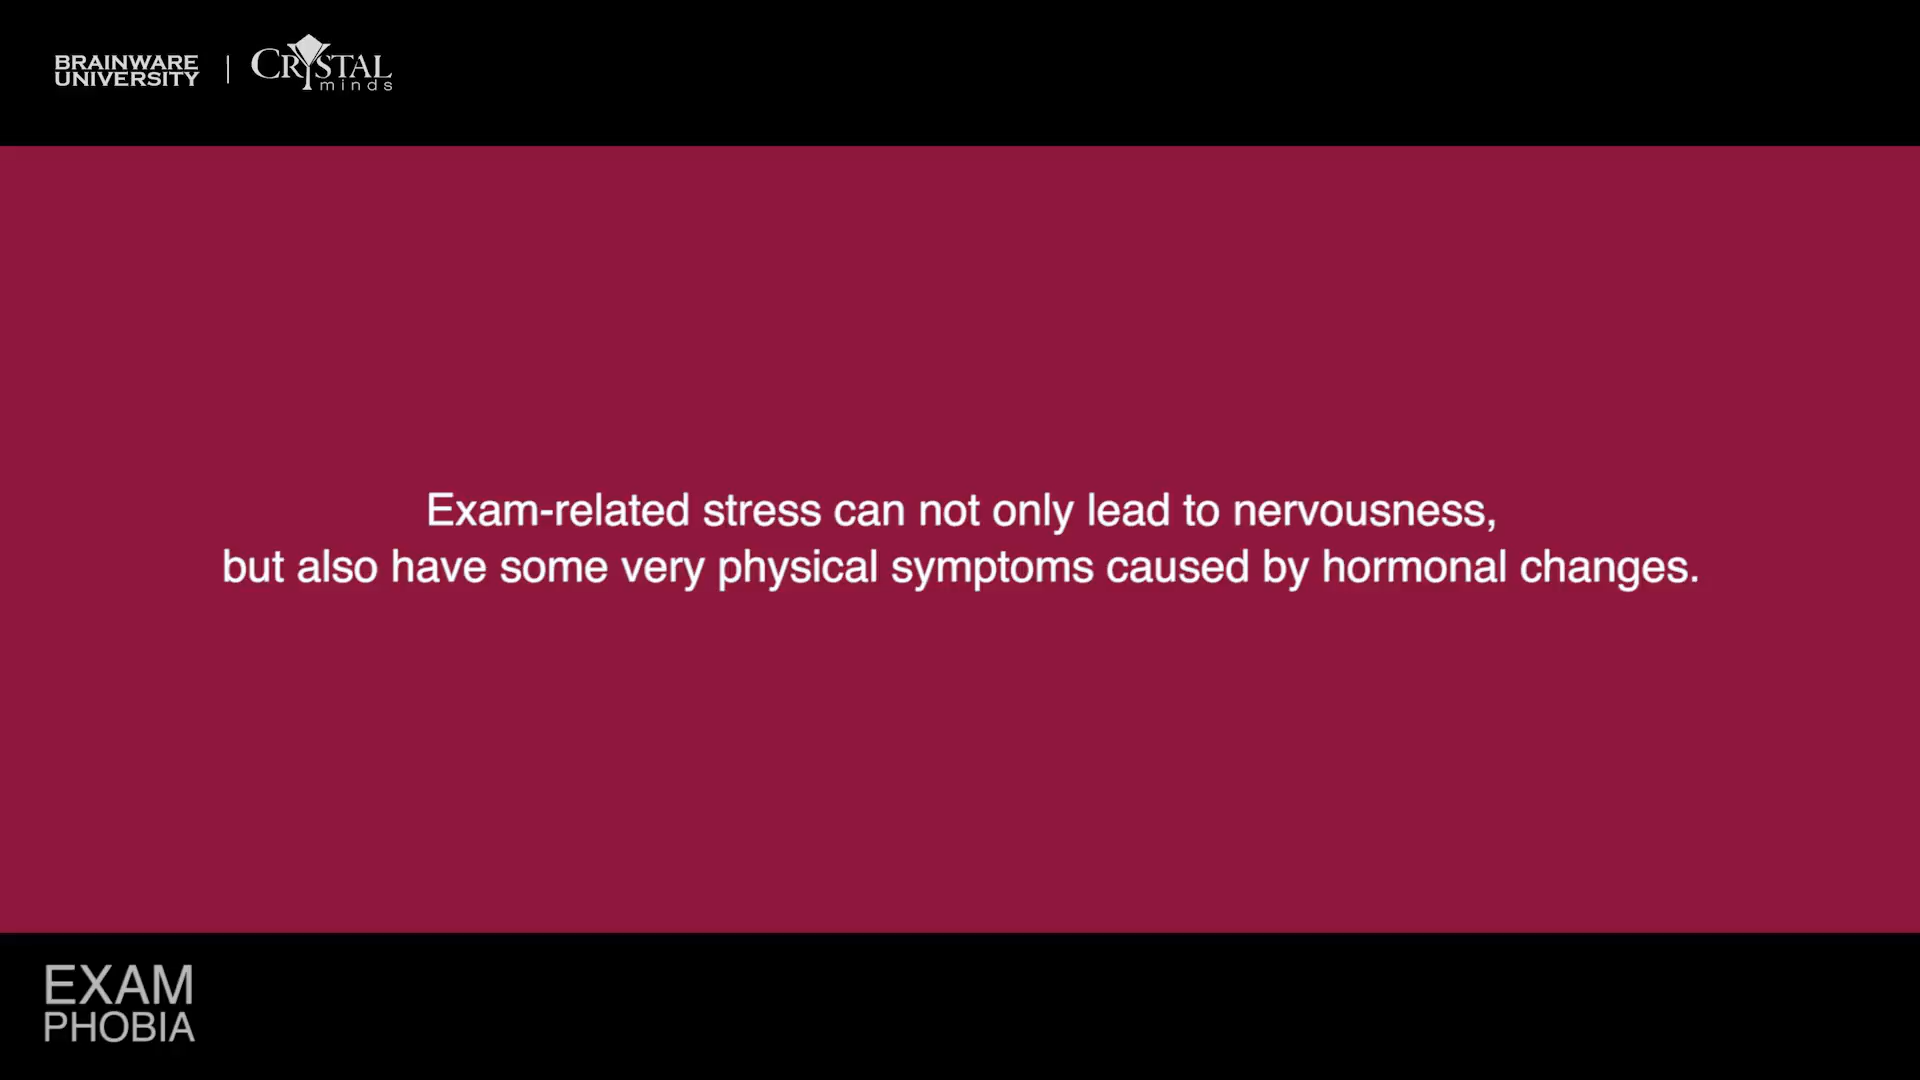 BRAINWARE
UNIVERSITY
CRYSTAL
minds
Exam-related stress can not only lead to nervousness,
but also have some very physical symptoms caused by hormonal changes.
EXAM
PHOBIA